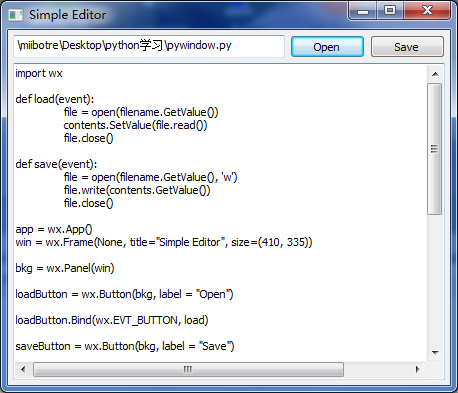 Simple Editor
\miibotre\Desktop\python学习\pywindow.py
Open
Save
import wx
def load(event):
file = open(filename.GetValue())
contents.SetValue(file.read())
file.close()
def save(event):
file = open(filename.GetValue(), 'w')
file.write(contents.GetValue())
file.close()
app = wx.App()
win = wx.Frame(None, title="Simple Editor", size=(410, 335))
bkg = wx.Panel(win)
loadButton = wx.Button(bkg, label = "Open")
loadButton.Bind(wx.EVT_BUTTON, load)
saveButton = wx.Button(bkg, label = "Save")